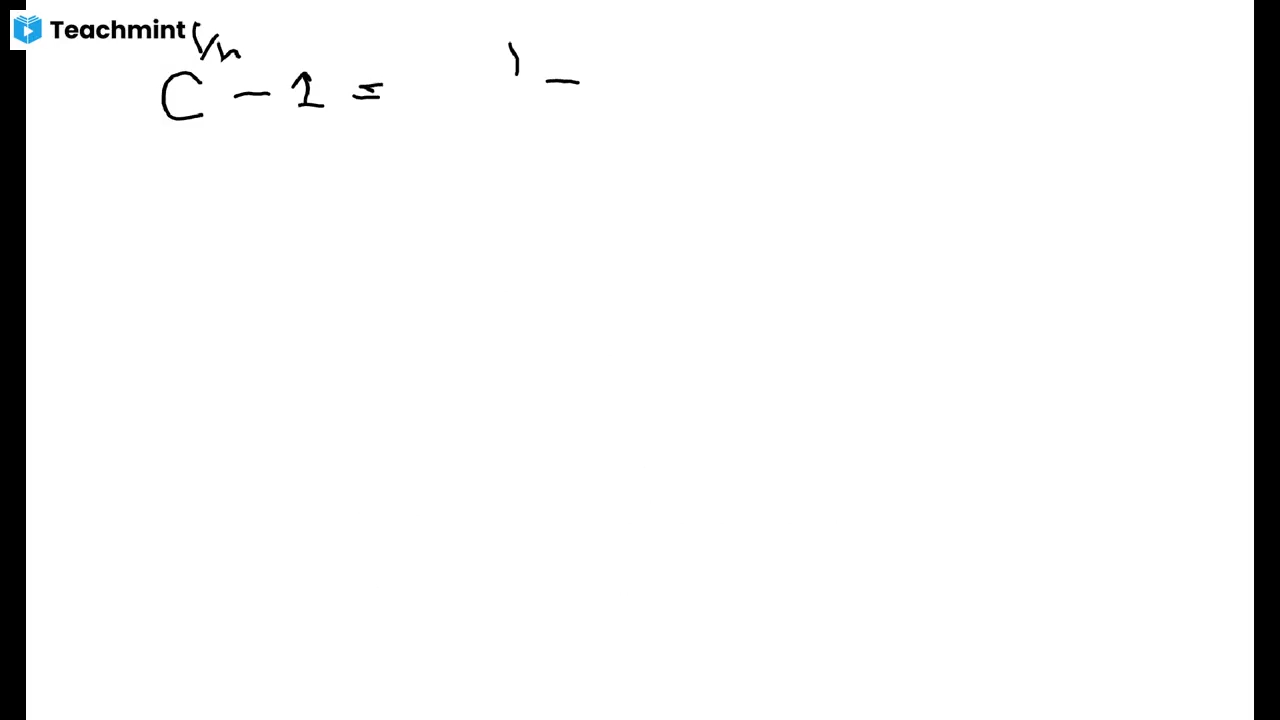 Teachmint
C^{1/n} - 1 =